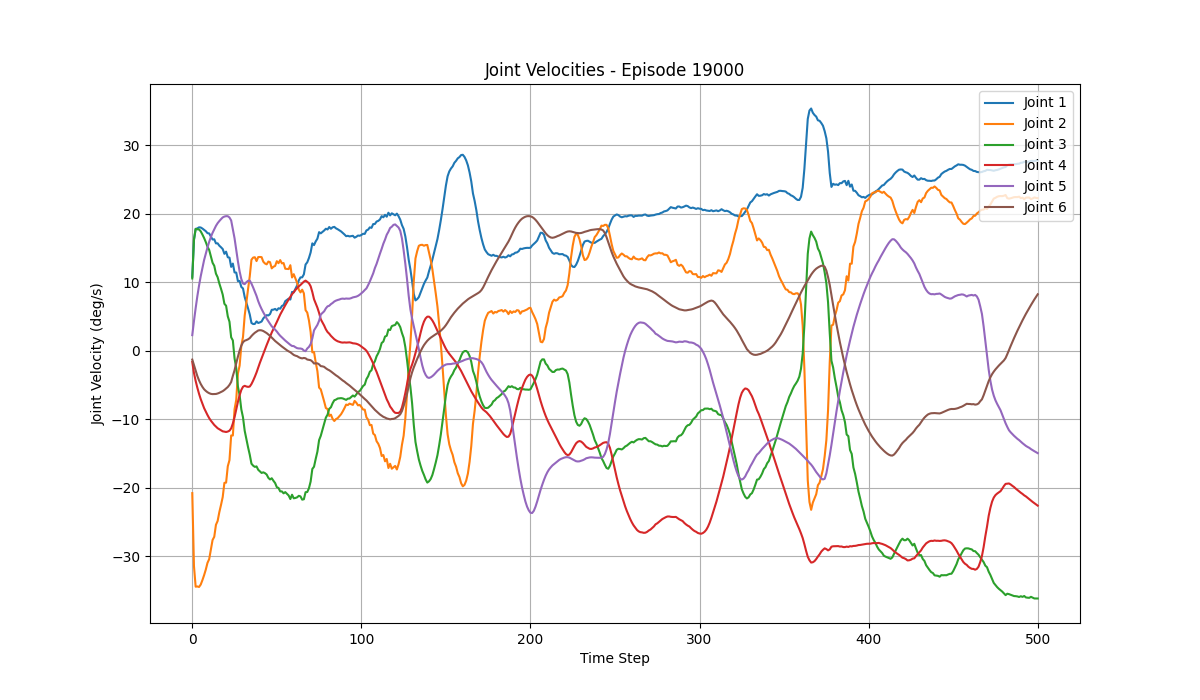 Joint Velocities - Episode 19000
Joint Velocity (deg/s)
30
20
10
0
−10
−20
−30
Joint 1
Joint 2
Joint 3
Joint 4
Joint 5
Joint 6
0
100
200
300
400
500
Time Step